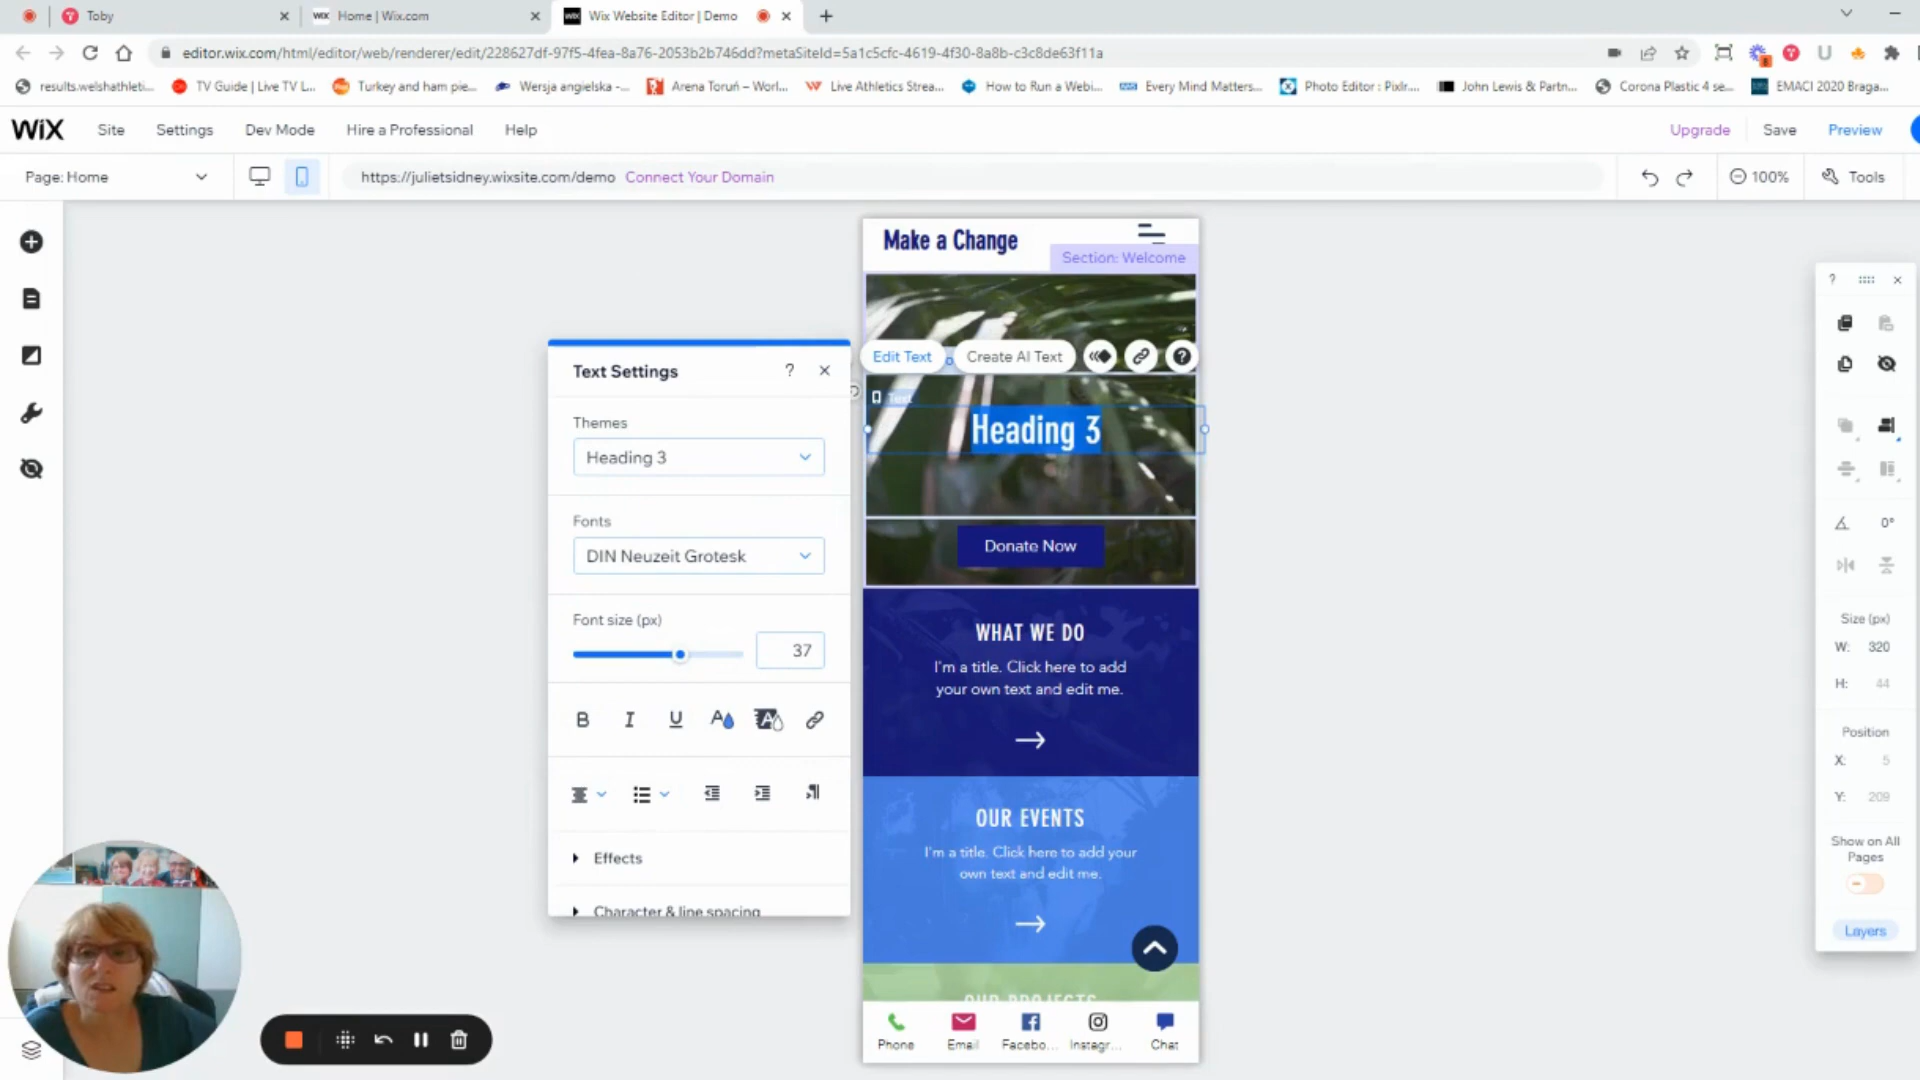 Toby
Home | Wix.com
Wix Website Editor | Demo
editor.wix.com/html/editor/web/renderer/edit/228627df-97f5-4fea-8a76-2053b2b746dd?metaSiteId=5a1c5cfc-4619-4f30-8a8b-c3c8de63f11a
results.welshathleti...
TV Guide | Live TV L...
Turkey and ham pie...
Wersja angielska -...
Arena Toruń – Worl...
Live Athletics Strea...
How to Run a Webi...
Every Mind Matters...
Photo Editor : Pixlr....
John Lewis & Partn...
Corona Plastic 4 se...
EMACI 2020 Braga...
WiX
Site
Settings
Dev Mode
Hire a Professional
Help
Upgrade
Save
Preview
Page: Home
https://julietsidney.wixsite.com/demo
Connect Your Domain
100%
Tools
Make a Change
Section: Welcome
Edit Text
Create AI Text
Text
Heading 3
Donate Now
WHAT WE DO
I'm a title. Click here to add
your own text and edit me.
OUR EVENTS
I'm a title. Click here to add your
own text and edit me.
OUR PROJECTS
Phone
Email
Facebo...
Instagr...
Chat
Text Settings
?
Themes
Heading 3
Fonts
DIN Neuzeit Grotesk
Font size (px)
37
B I U
Effects
Character & line spacing
?
0°
Size (px)
W: 320
H: 44
Position
X: 5
Y: 209
Show on All
Pages
Layers